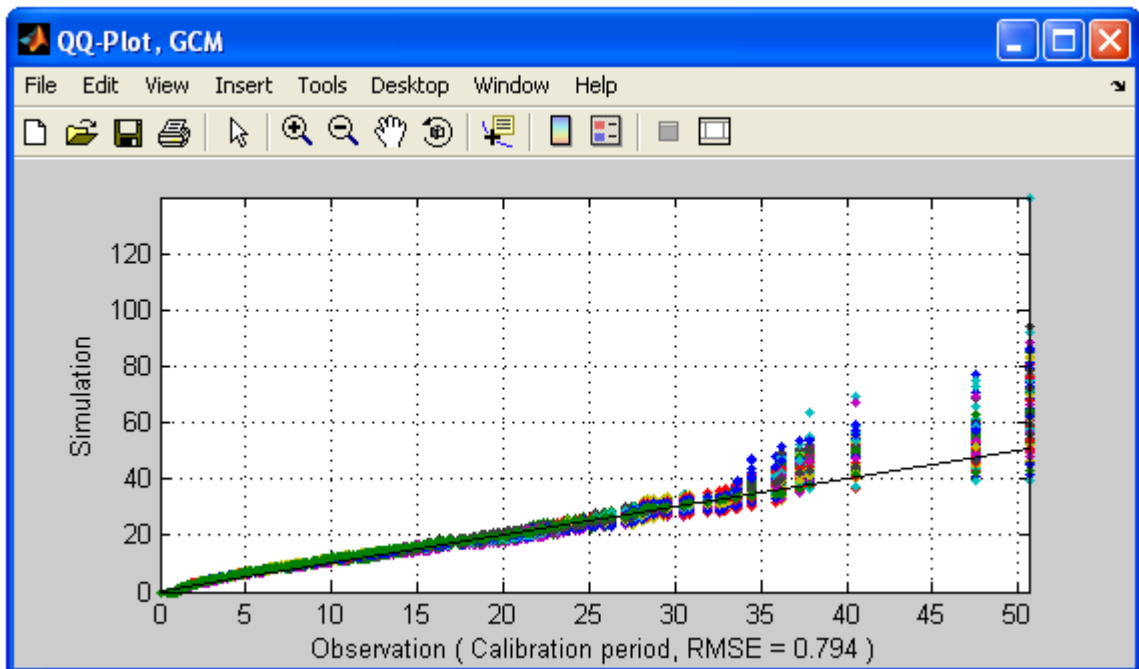 QQ-Plot, GCM
File Edit View Insert Tools Desktop Window Help
120
100
80
60
40
20
0
Simulation
0 5 10 15 20 25 30 35 40 45 50
Observation ( Calibration period, RMSE = 0.794 )